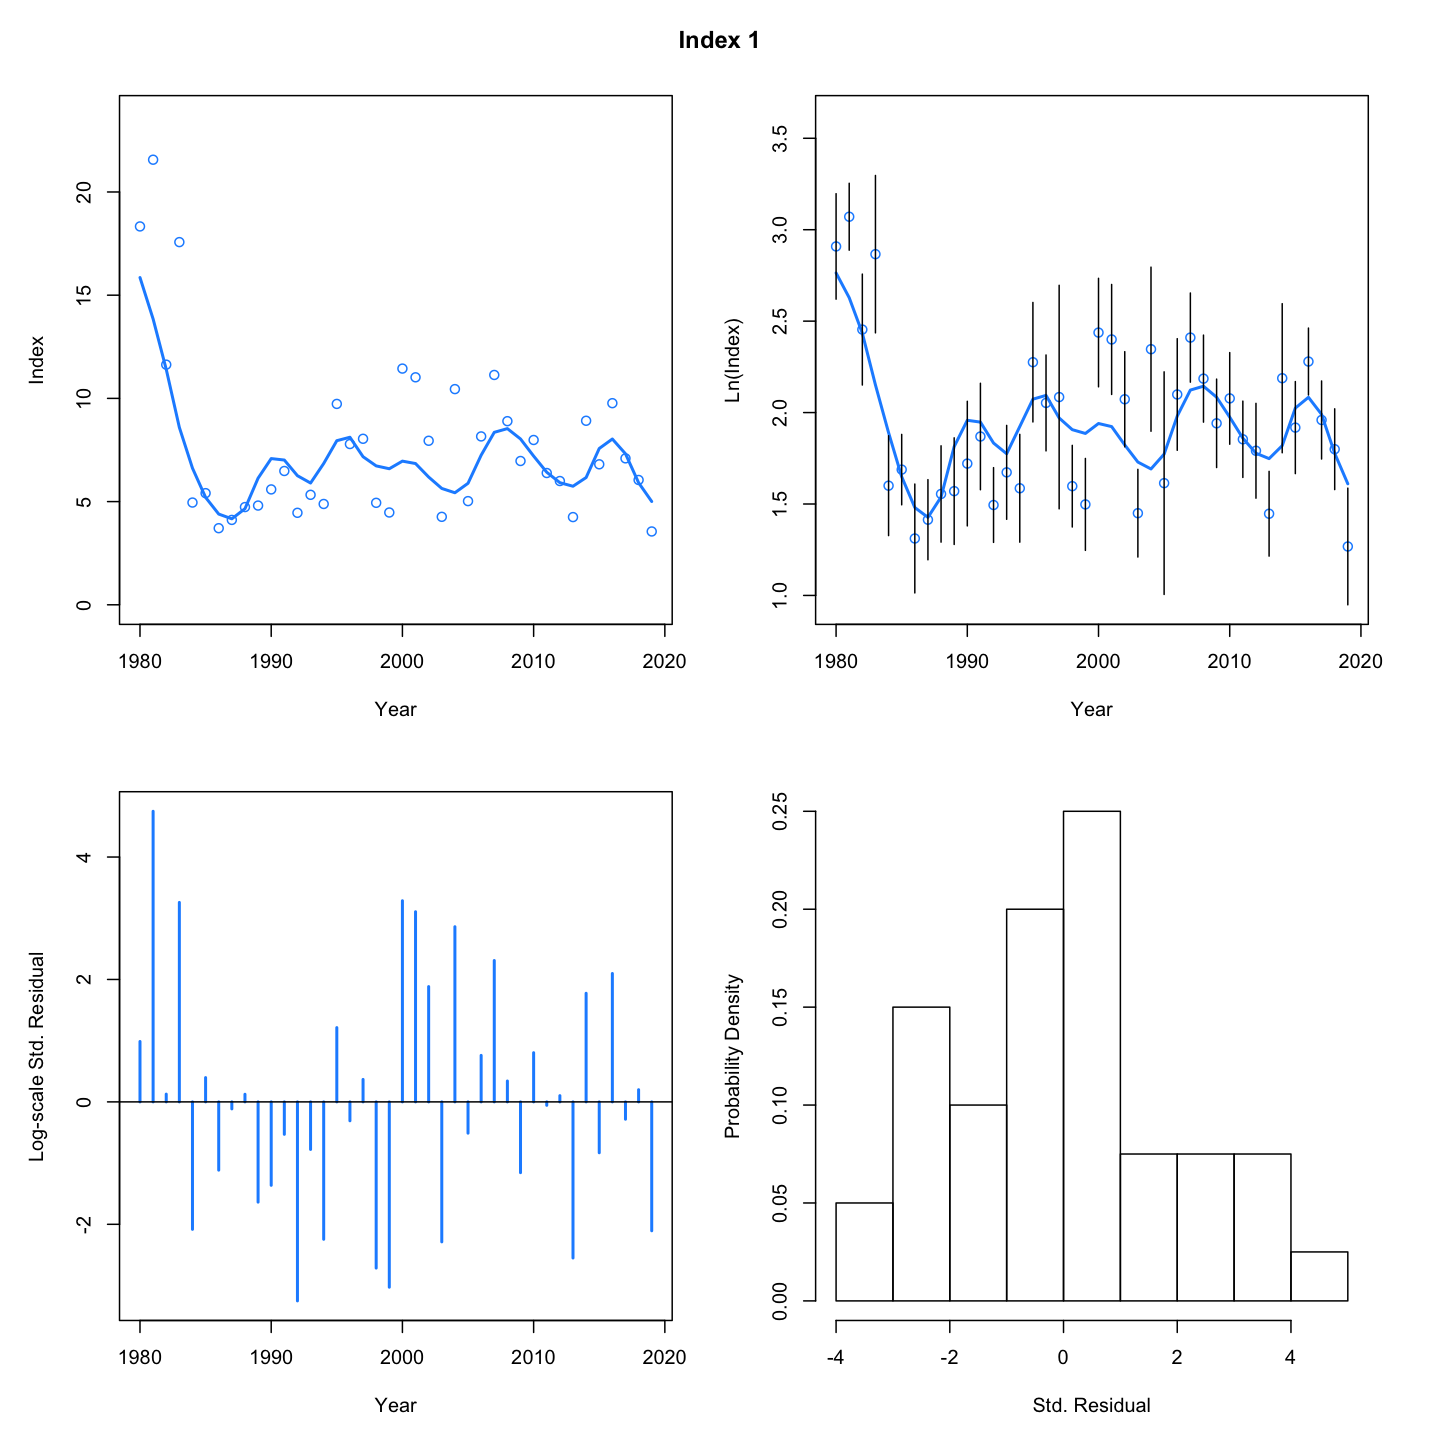 Index 1
Index
20
15
10
5
0
1980 1990 2000 2010 2020
Year
Ln(Index)
3.5
3.0
2.5
2.0
1.5
1.0
1980 1990 2000 2010 2020
Year
Log-scale Std. Residual
4
2
0
-2
1980 1990 2000 2010 2020
Year
Probability Density
0.25
0.20
0.15
0.10
0.05
0.00
-4 -2 0 2 4
Std. Residual